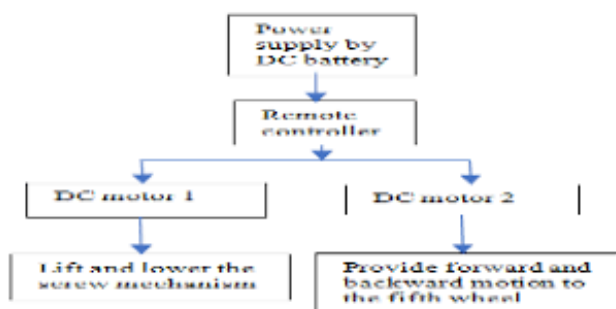 Power
supply by
DC battery
Remote
controller
DC motor 1
DC motor 2
Lift and lower the
screw mechanism
Provide forward and
backward motion to
the fifth wheel